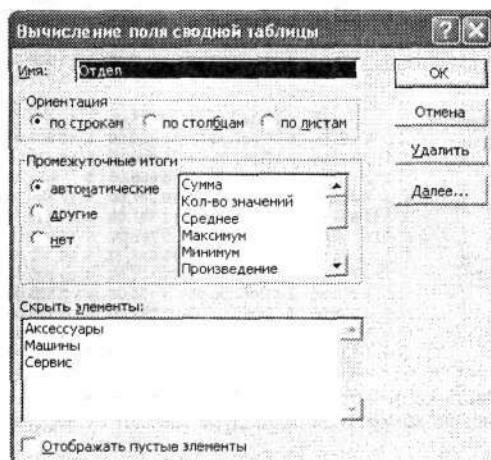 Вычисление поля сводной таблицы
Имя: Отдел
ОК
Ориентация
по строкам по столбцам по листам
Отмена
Удалить
Промежуточные итоги
автоматические
другие
нет
Сумма
Кол-во значений
Среднее
Максимум
Минимум
Произведение
Далее...
Скрыть элементы:
Аксессуары
Машины
Сервис
Отображать пустые элементы